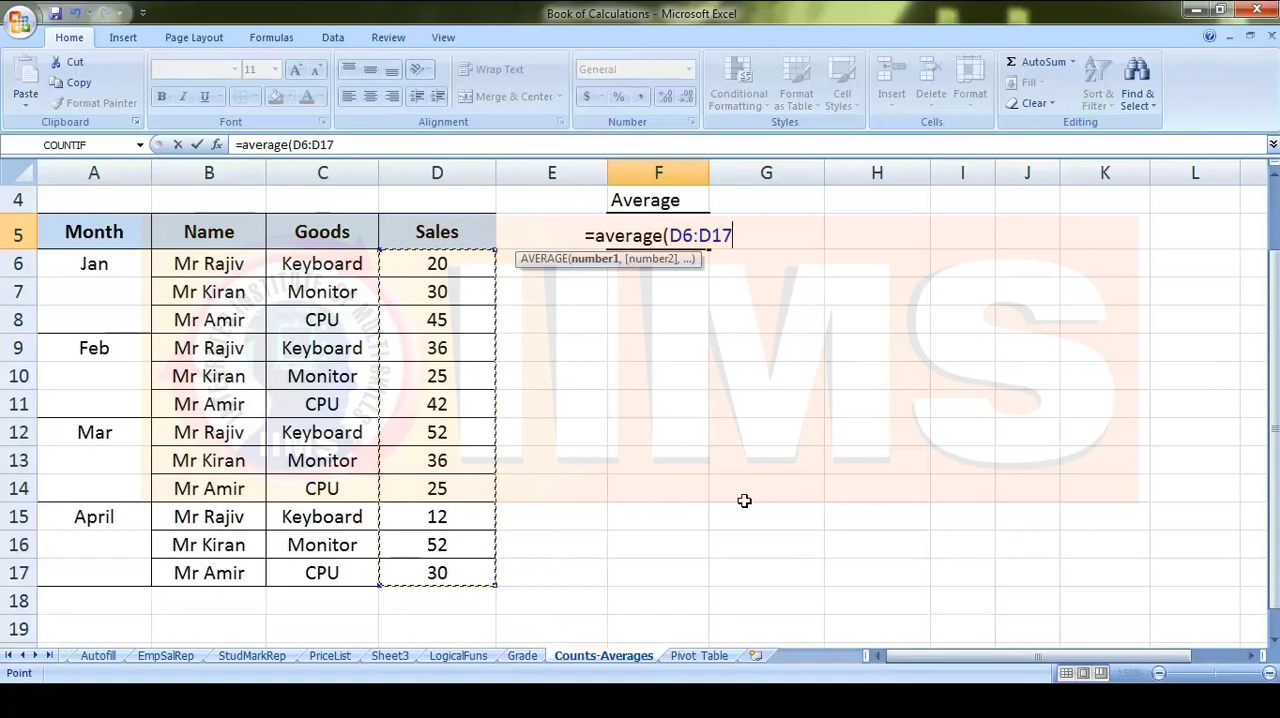 Book of Calculations - Microsoft Excel
Home Insert Page Layout Formulas Data Review View
Paste
Cut
Copy
Format Painter
Clipboard
11
B I U A
Font
Wrap Text
Merge & Center
Alignment
General
$ % ,
Number
Conditional Formatting
Format as Table
Cell Styles
Styles
Insert Delete Format
Cells
Σ AutoSum
Fill
Clear
Sort & Filter
Find & Select
Editing
COUNTIF fx =average(D6:D17
A B C D E F G H I J K L
4 Average
5 Month Name Goods Sales =average(D6:D17
AVERAGE(number1, [number2], ...)
6 Jan Mr Rajiv Keyboard 20
7 Mr Kiran Monitor 30
8 Mr Amir CPU 45
9 Feb Mr Rajiv Keyboard 36
10 Mr Kiran Monitor 25
11 Mr Amir CPU 42
12 Mar Mr Rajiv Keyboard 52
13 Mr Kiran Monitor 36
14 Mr Amir CPU 25
15 April Mr Rajiv Keyboard 12
16 Mr Kiran Monitor 52
17 Mr Amir CPU 30
18
19
IIMS
Autofill EmpSalRep StudMarkRep PriceList Sheet3 LogicalFuns Grade Counts-Averages Pivot Table
Point
190%